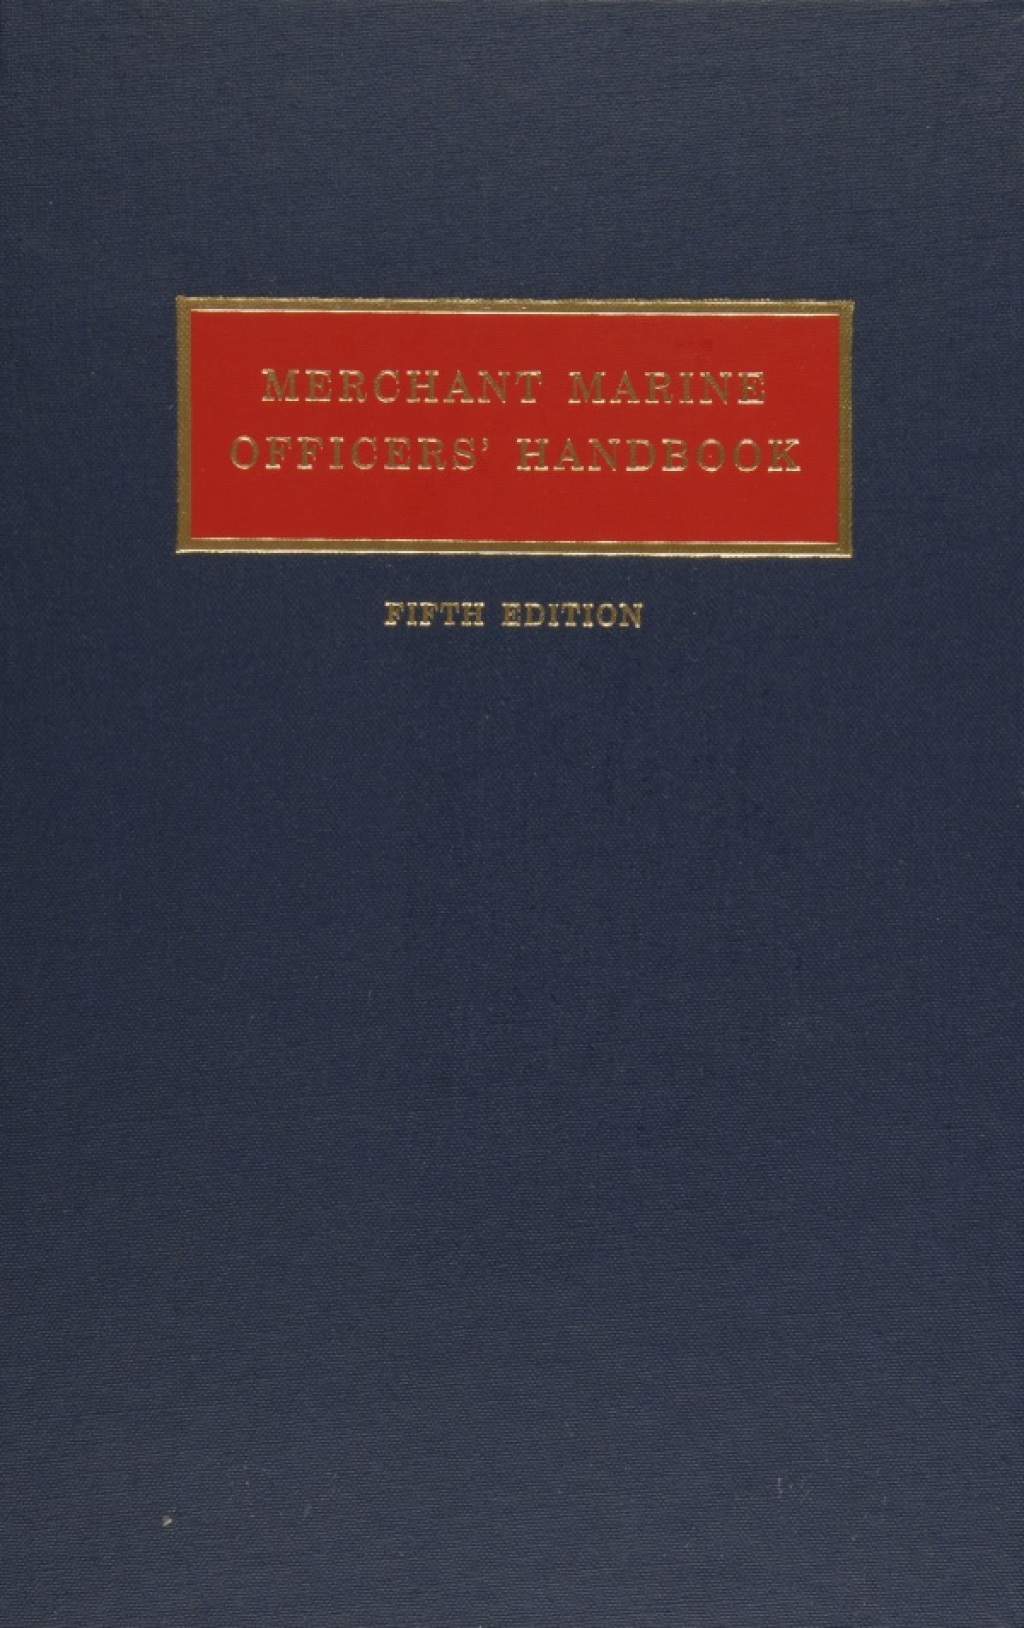 MERCHANT MARINE
OFFICERS' HANDBOOK
FIFTH EDITION